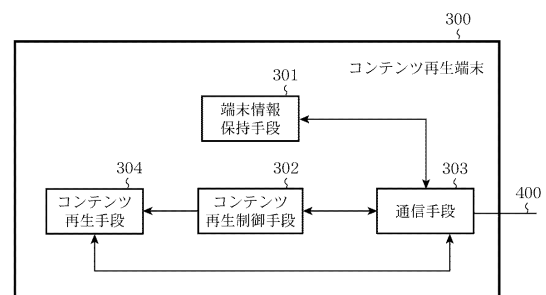 300
コンテンツ再生端末
301
端末情報
保持手段
304
302
303
400
コンテンツ
再生手段
コンテンツ
再生制御手段
通信手段